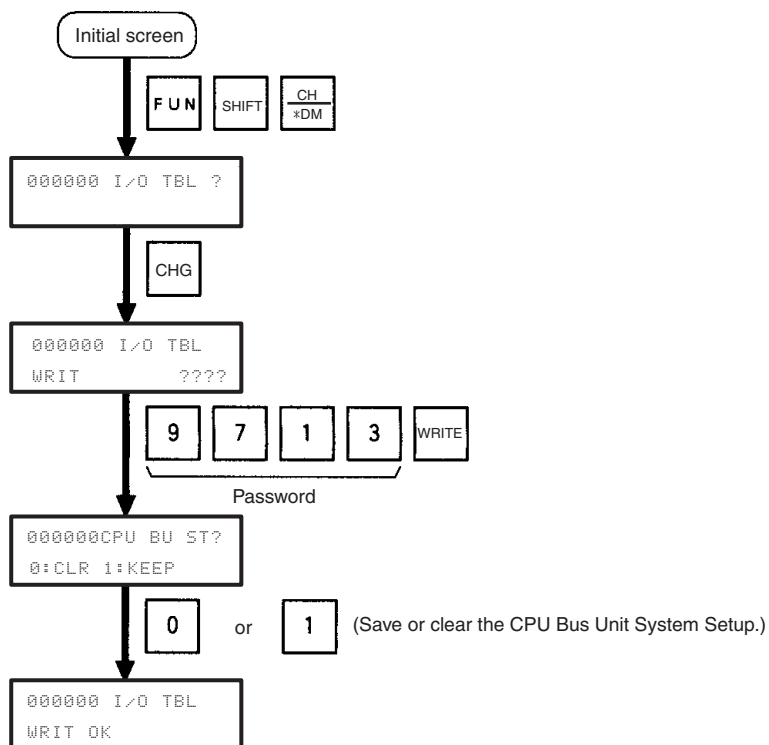 Initial screen
FUN SHIFT CH
*DM
000000 I/O TBL ?
CHG
000000 I/O TBL
WRIT ????
9 7 1 3 WRITE
Password
000000CPU BU ST?
0:CLR 1:KEEP
0 or 1 (Save or clear the CPU Bus Unit System Setup.)
000000 I/O TBL
WRIT OK